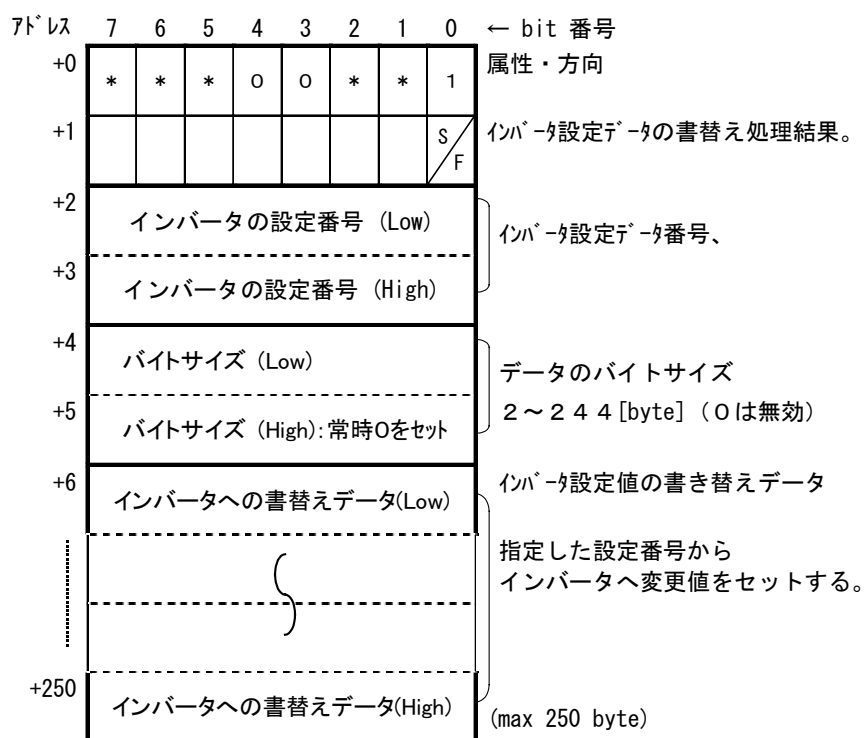 ｱﾄﾞﾚｽ 7 6 5 4 3 2 1 0 ← bit 番号
+0 * * * 0 0 * * 1 属性・方向
+1 S/F ｲﾝﾊﾞｰﾀ設定ﾃﾞｰﾀの書替え処理結果。
+2 インバータの設定番号 (Low)
ｲﾝﾊﾞｰﾀ設定ﾃﾞｰﾀ番号、
+3 インバータの設定番号 (High)
+4 バイトサイズ (Low)
データのバイトサイズ
２～２４４[byte] (０は無効)
+5 バイトサイズ (High):常時0をｾｯﾄ
+6 インバータへの書替えデータ(Low)
ｲﾝﾊﾞｰﾀ設定値の書き替えデータ
指定した設定番号から
インバータへ変更値をセットする。
+250 インバータへの書替えデータ(High)
(max 250 byte)